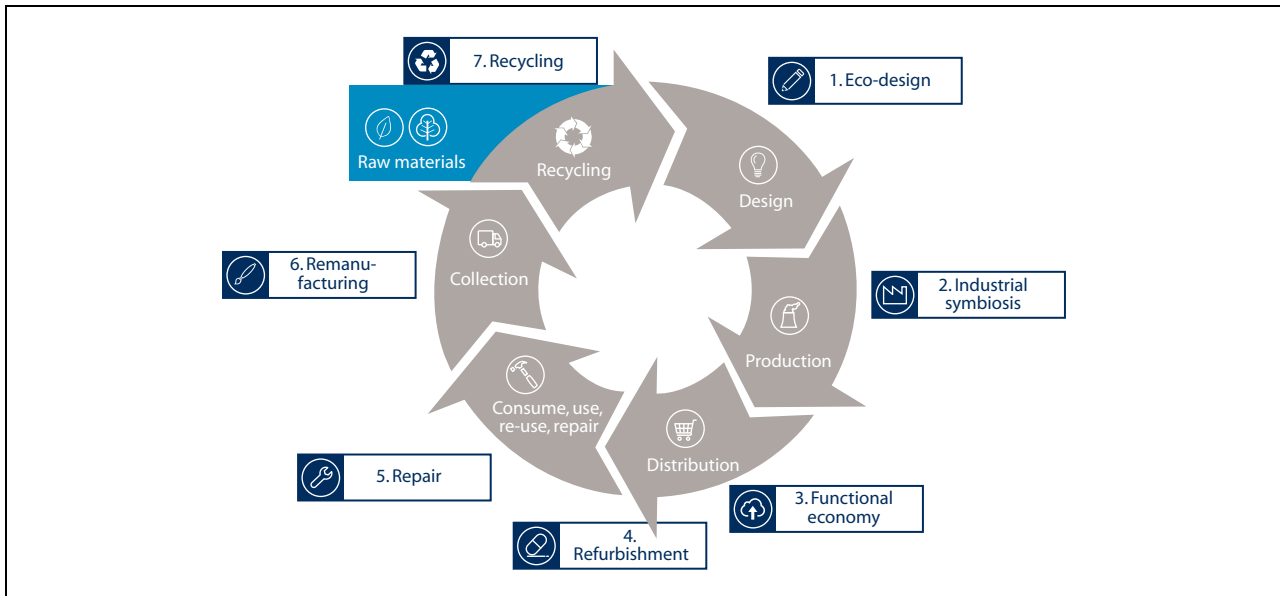 7. Recycling
1. Eco-design
Raw materials
Recycling
Design
6. Remanu-
facturing
Collection
2. Industrial
symbiosis
Production
Consume, use,
re-use, repair
Distribution
5. Repair
3. Functional
economy
4.
Refurbishment